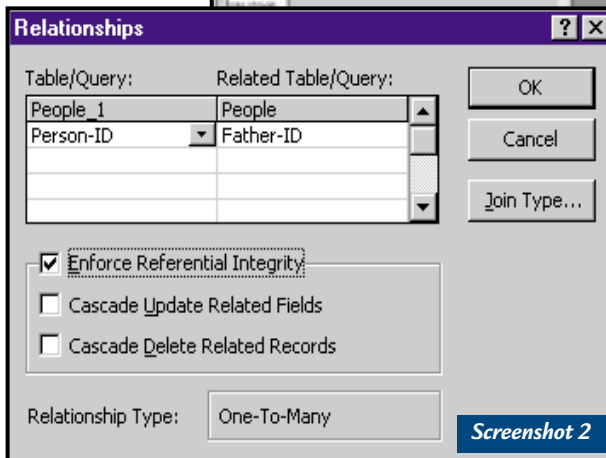 Relationships
Table/Query: Related Table/Query:
People_1 People
Person-ID Father-ID
OK
Cancel
Join Type...
Enforce Referential Integrity
Cascade Update Related Fields
Cascade Delete Related Records
Relationship Type: One-To-Many
Screenshot 2